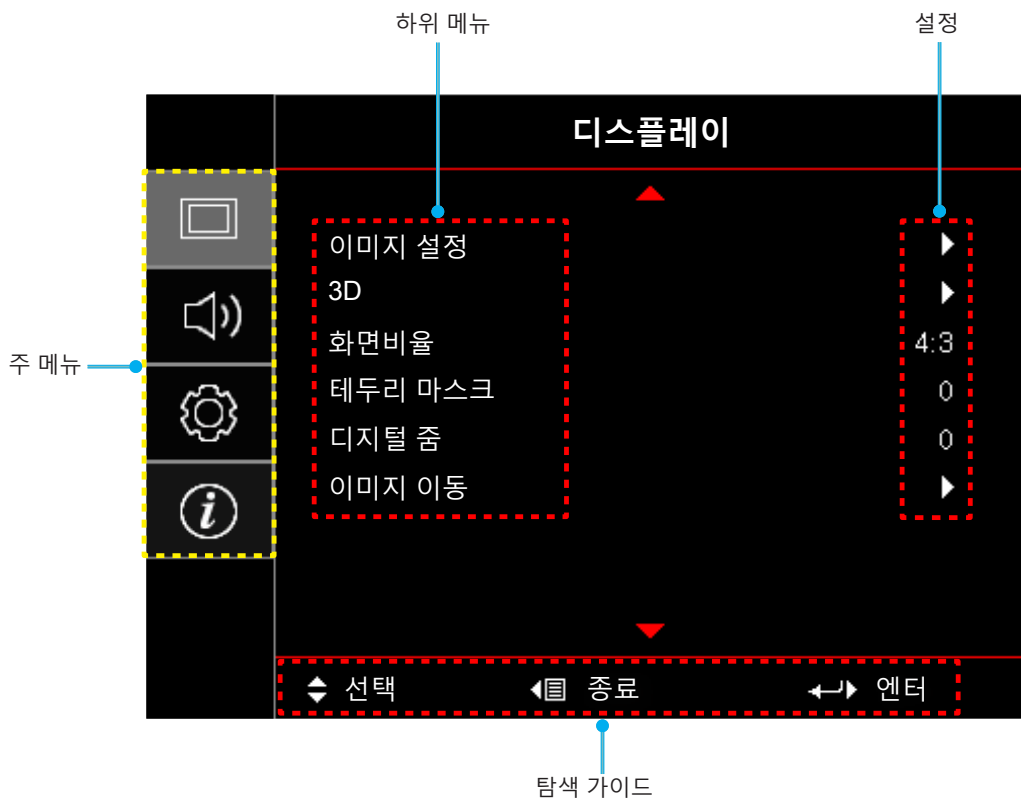 하위 메뉴
설정
디스플레이
이미지 설정
3D
화면비율 4:3
테두리 마스크 0
디지털 줌 0
이미지 이동
주 메뉴
선택 종료 엔터
탐색 가이드